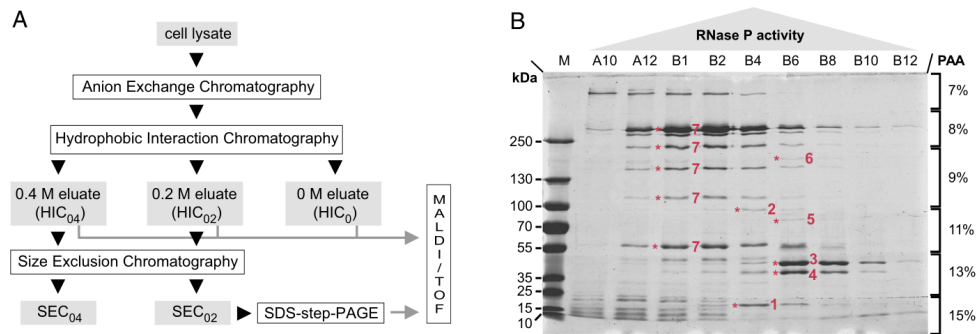 A
cell lysate
Anion Exchange Chromatography
Hydrophobic Interaction Chromatography
0.4 M eluate
(HIC04)
0.2 M eluate
(HIC02)
0 M eluate
(HIC0)
MALDI/TOF
Size Exclusion Chromatography
SEC04
SEC02
SDS-step-PAGE
B
RNase P activity
M A10 A12 B1 B2 B4 B6 B8 B10 B12 PAA
kDa
250
130
100
70
55
35
25
15
10
* 7
* 7
* 6
* 7
* 7
* 2
* 5
* 7
* 3
* 4
* 1
7%
8%
9%
11%
13%
15%